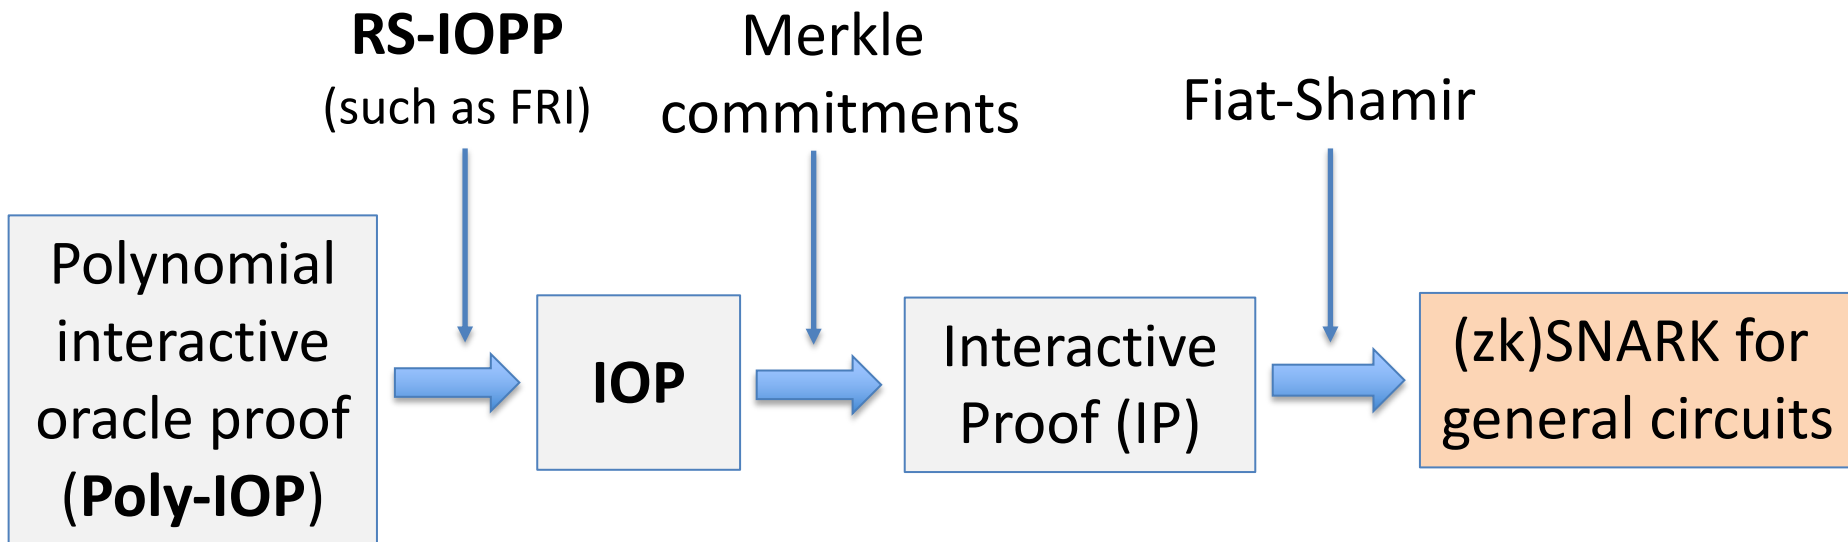 RS-IOPP
(such as FRI)
Merkle
commitments
Fiat-Shamir
Polynomial
interactive
oracle proof
(Poly-IOP)
IOP
Interactive
Proof (IP)
(zk)SNARK for
general circuits